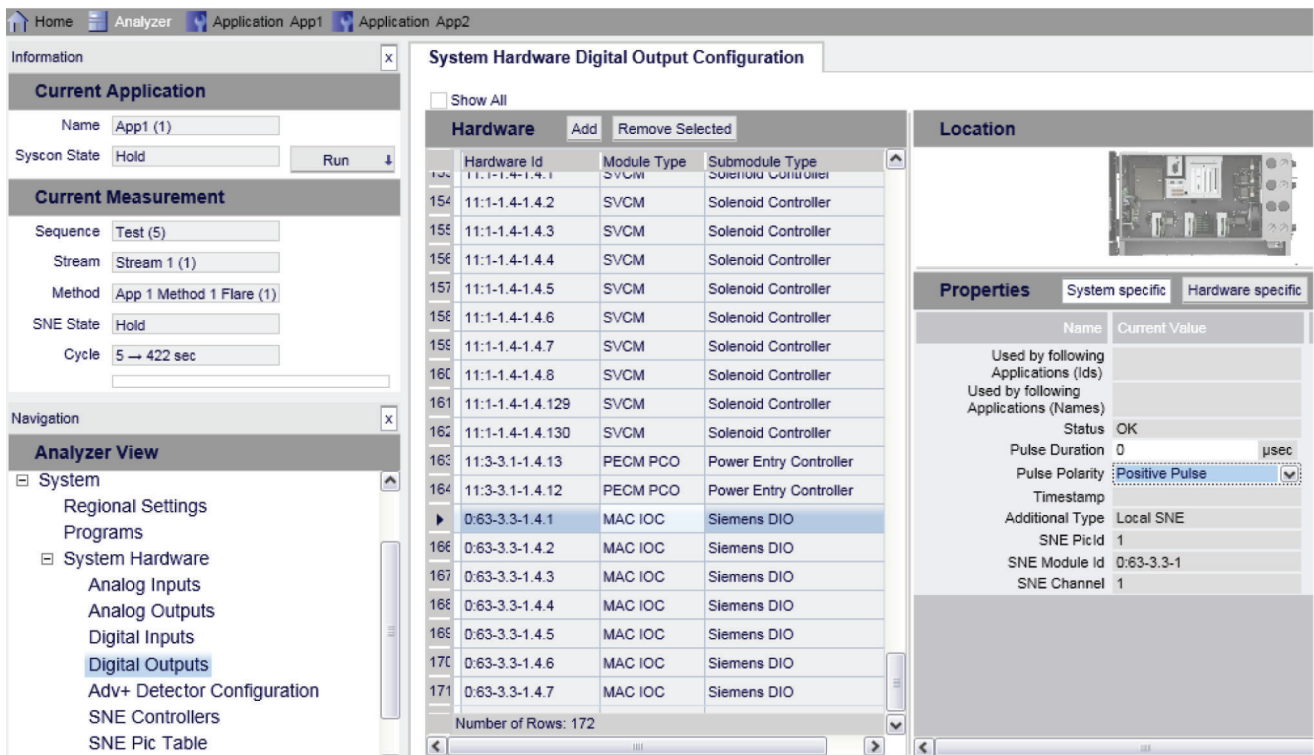 Home Analyzer Application App1 Application App2
Information x
Current Application
Name App1 (1)
Syscon State Hold Run
Current Measurement
Sequence Test (5)
Stream Stream 1 (1)
Method App 1 Method 1 Flare (1)
SNE State Hold
Cycle 5 → 422 sec
Navigation x
Analyzer View
System
Regional Settings
Programs
System Hardware
Analog Inputs
Analog Outputs
Digital Inputs
Digital Outputs
Adv+ Detector Configuration
SNE Controllers
SNE Pic Table
System Hardware Digital Output Configuration
Show All
Hardware Add Remove Selected
Hardware Id Module Type Submodule Type
11:1-1.4-1.4.1 SVCM Solenoid Controller
154 11:1-1.4-1.4.2 SVCM Solenoid Controller
155 11:1-1.4-1.4.3 SVCM Solenoid Controller
156 11:1-1.4-1.4.4 SVCM Solenoid Controller
157 11:1-1.4-1.4.5 SVCM Solenoid Controller
158 11:1-1.4-1.4.6 SVCM Solenoid Controller
159 11:1-1.4-1.4.7 SVCM Solenoid Controller
160 11:1-1.4-1.4.8 SVCM Solenoid Controller
161 11:1-1.4-1.4.129 SVCM Solenoid Controller
162 11:1-1.4-1.4.130 SVCM Solenoid Controller
163 11:3-3.1-1.4.13 PECM PCO Power Entry Controller
164 11:3-3.1-1.4.12 PECM PCO Power Entry Controller
0:63-3.3-1.4.1 MAC IOC Siemens DIO
166 0:63-3.3-1.4.2 MAC IOC Siemens DIO
167 0:63-3.3-1.4.3 MAC IOC Siemens DIO
168 0:63-3.3-1.4.4 MAC IOC Siemens DIO
169 0:63-3.3-1.4.5 MAC IOC Siemens DIO
170 0:63-3.3-1.4.6 MAC IOC Siemens DIO
171 0:63-3.3-1.4.7 MAC IOC Siemens DIO
Number of Rows: 172
Location
Properties System specific Hardware specific
Name Current Value
Used by following
Applications (Ids)
Used by following
Applications (Names)
Status OK
Pulse Duration 0 µsec
Pulse Polarity Positive Pulse
Timestamp
Additional Type Local SNE
SNE PicId 1
SNE Module Id 0:63-3.3-1
SNE Channel 1